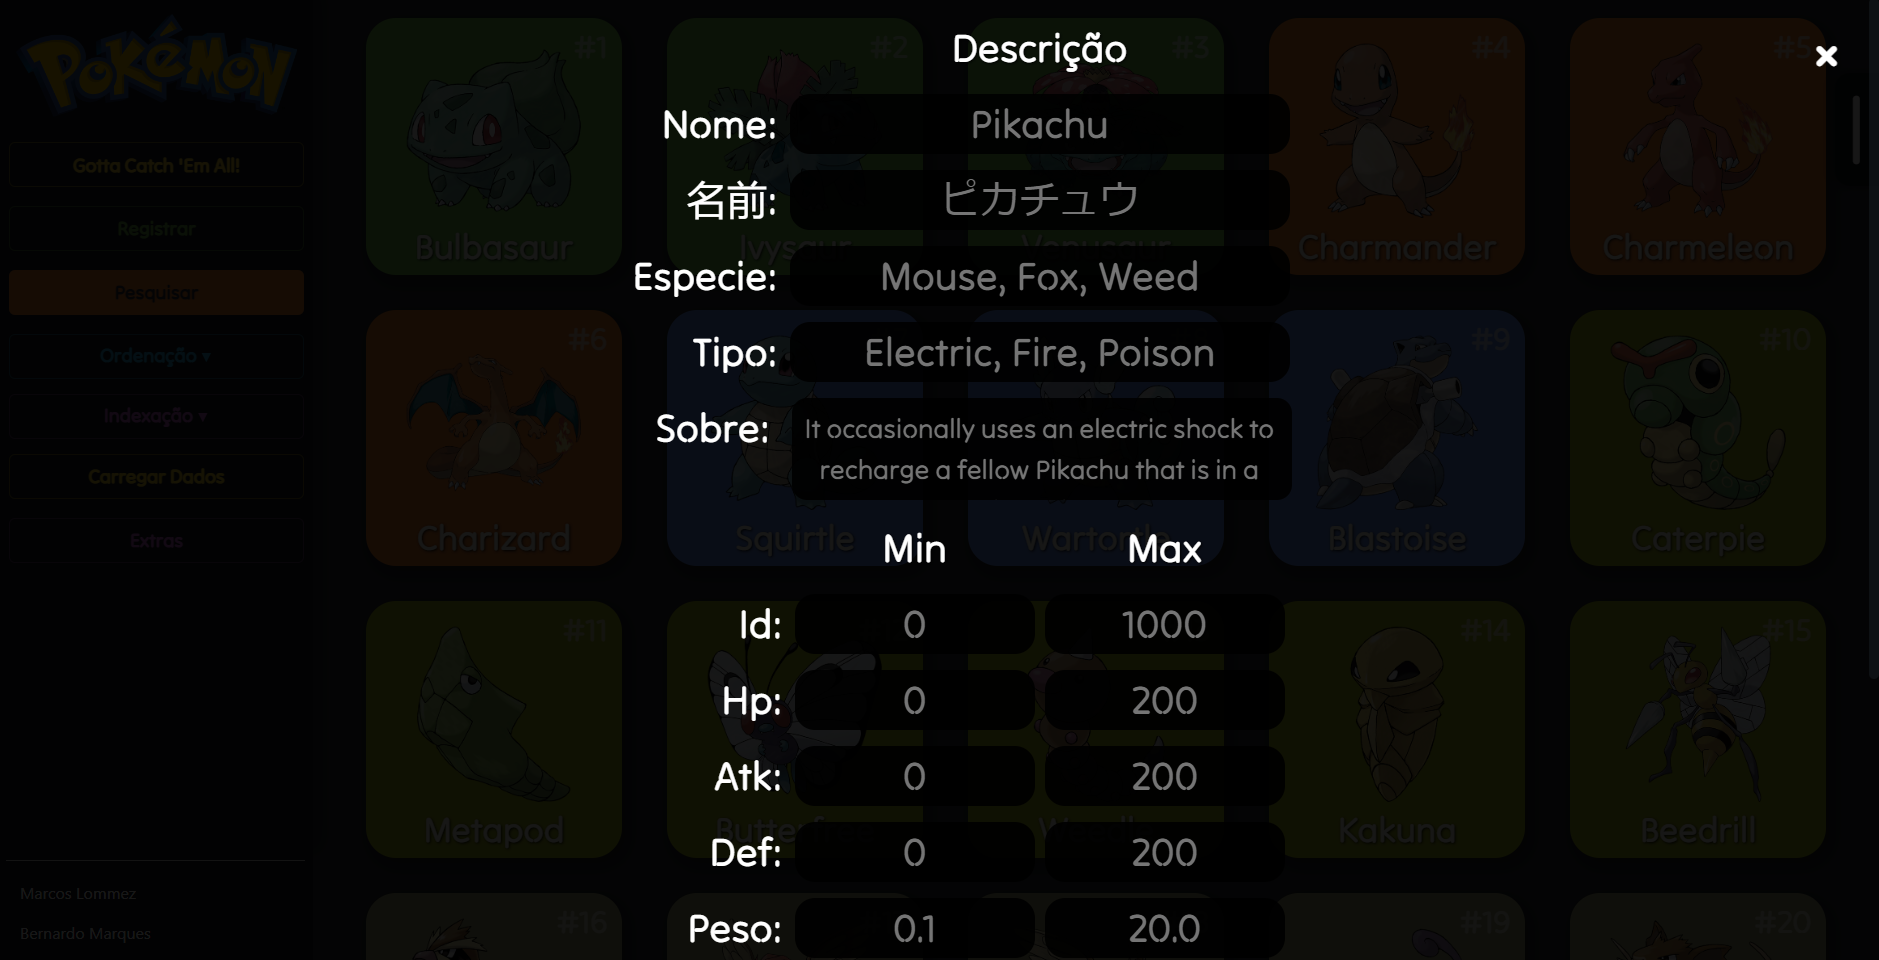 Pokémon
Gotta Catch 'Em All!
Registrar
Pesquisar
Ordenação ▾
Indexação ▾
Carregar Dados
Extras
Marcos Lommez
Bernardo Marques
Descrição
Nome: Pikachu
名前: ピカチュウ
Especie: Mouse, Fox, Weed
Tipo: Electric, Fire, Poison
Sobre: It occasionally uses an electric shock to
recharge a fellow Pikachu that is in a
Min Max
Id: 0 1000
Hp: 0 200
Atk: 0 200
Def: 0 200
Peso: 0.1 20.0
#1 #2 #3 #4 #5
Bulbasaur Ivysaur Venusaur Charmander Charmeleon
#6 #9 #10
Charizard Squirtle Wartortle Blastoise Caterpie
#11 #14 #15
Metapod Kakuna Beedrill
#16 #19 #20